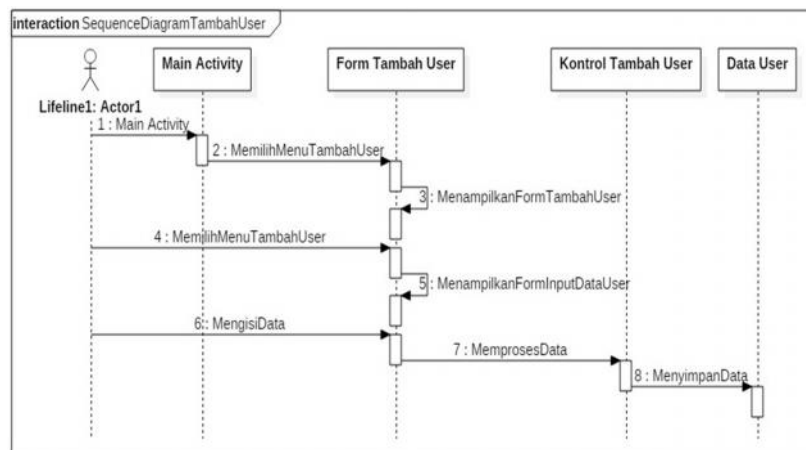 interaction SequenceDiagramTambahUser
Main Activity
Form Tambah User
Kontrol Tambah User
Data User
Lifeline1: Actor1
1 : Main Activity
2 : MemilihMenuTambahUser
3 : MenampilkanFormTambahUser
4 : MemilihMenuTambahUser
5 : MenampilkanFormInputDataUser
6 : MengisiData
7 : MemprosesData
8 : MenyimpanData